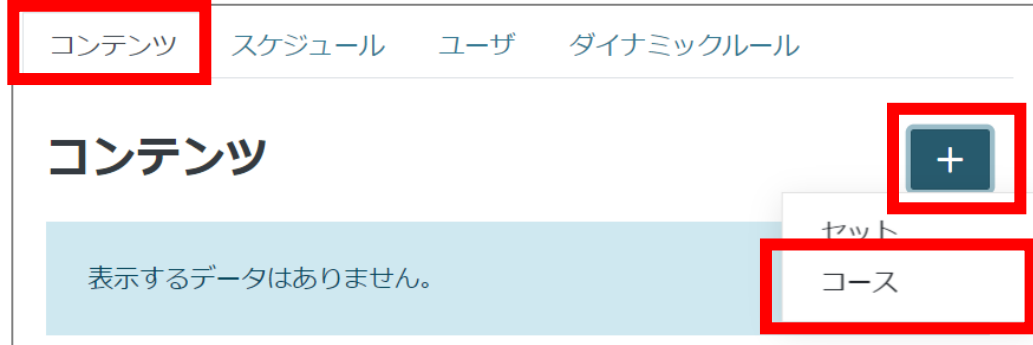 コンテンツ スケジュール ユーザ ダイナミックルール
コンテンツ
+
セット
表示するデータはありません。
コース